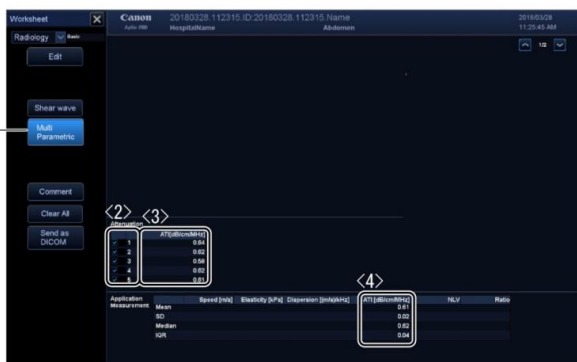 Worksheet
Radiology Basic
Edit
Shear wave
Multi
Parametric
Comment
Clear All
Send as
DICOM
Canon
20180328.112315.ID:20180328.112315.Name
HospitalName Abdomen
2018/03/28
11:25:45 AM
1/2
<2> <3>
Attenuation
ATI[dB/cm/MHz]
1 0.64
2 0.62
3 0.59
4 0.62
5 0.61
<4>
Application
Measurement
Speed [m/s] Elasticity [kPa] Dispersion [(m/s)/kHz] ATI [dB/cm/MHz] NLV Ratio
Mean 0.61
SD 0.02
Median 0.62
IQR 0.04